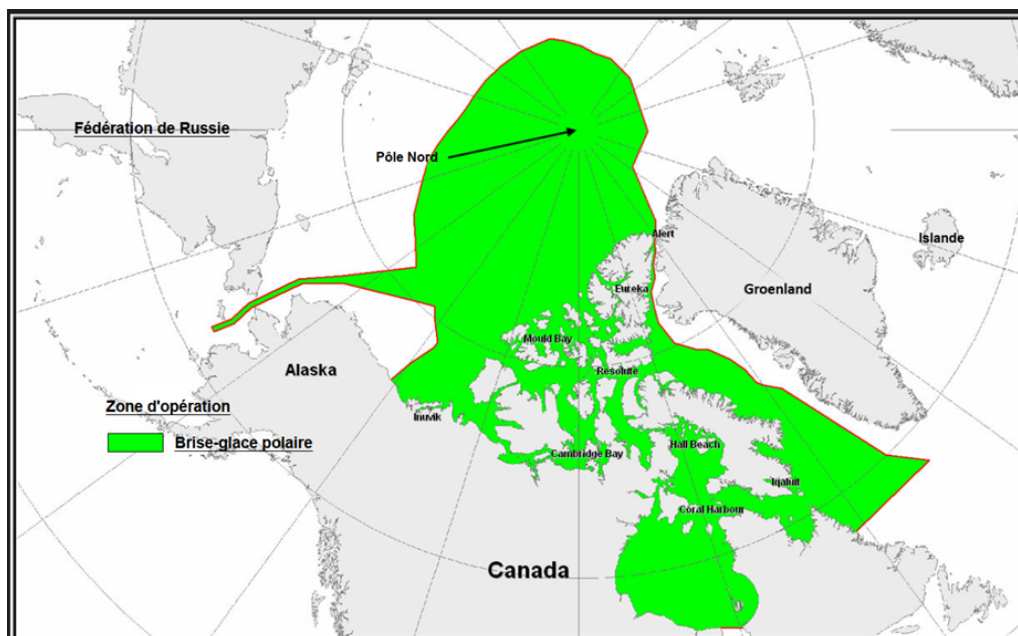 Fédération de Russie
Pôle Nord
Alert
Islande
Eureka
Groenland
Mould Bay
Alaska
Resolute
Zone d'opération
Inuvik
Brise-glace polaire
Hall Beach
Cambridge Bay
Iqaluit
Coral Harbour
Canada